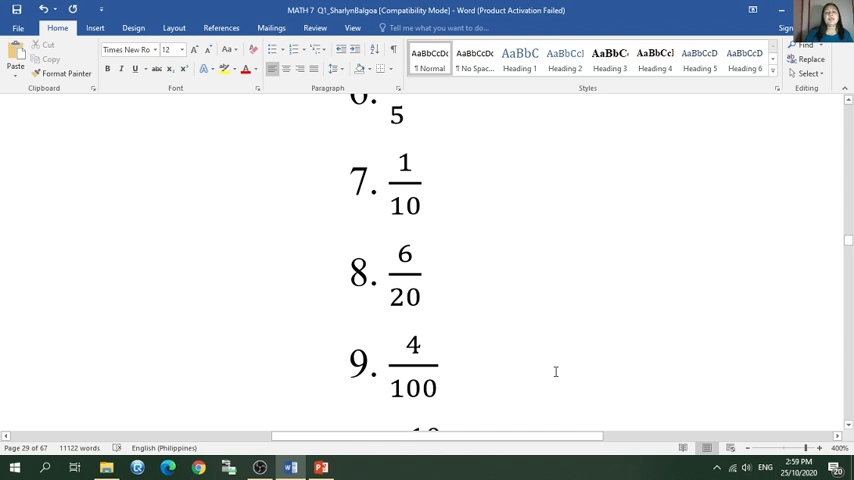 MATH 7 Q1_SharlynBalgoa [Compatibility Mode] - Word (Product Activation Failed)
File Home Insert Design Layout References Mailings Review View Tell me what you want to do...
Cut
Copy
Format Painter
Paste
Clipboard
Times New Ro 12
Font
Paragraph
AaBbCcDc AaBbCcDc AaBbC AaBbCc] AaBbCc AaBbCcl AaBbCcD AaBbCcD
¶ Normal ¶ No Spac... Heading 1 Heading 2 Heading 3 Heading 4 Heading 5 Heading 6
Styles
Find
Replace
Select
Editing
5
7. 1
10
8. 6
20
9. 4
100
Page 29 of 67 11122 words English (Philippines) 400%
ENG 2:59 PM
25/10/2020
20